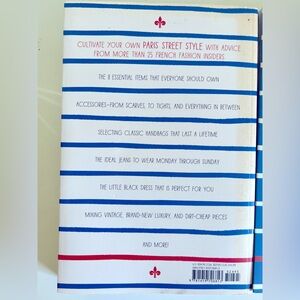 CULTIVATE YOUR OWN PARIS STREET STYLE WITH ADVICE
FROM MORE THAN 25 FRENCH FASHION INSIDERS:
THE 8 ESSENTIAL ITEMS THAT EVERYONE SHOULD OWN
ACCESSORIES—FROM SCARVES, TO TIGHTS, AND EVERYTHING IN BETWEEN
SELECTING CLASSIC HANDBAGS THAT LAST A LIFETIME
THE IDEAL JEANS TO WEAR MONDAY THROUGH SUNDAY
THE LITTLE BLACK DRESS THAT IS PERFECT FOR YOU
MIXING VINTAGE, BRAND-NEW LUXURY, AND DIRT-CHEAP PIECES
AND MORE!